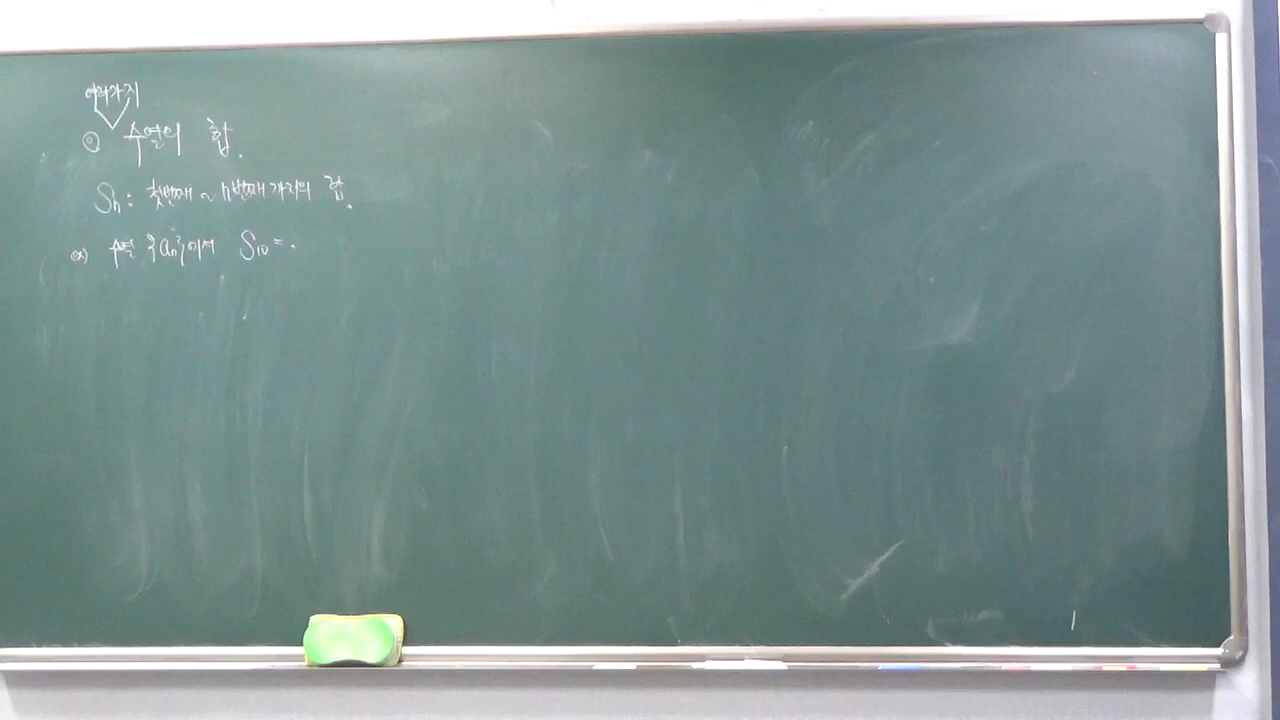 여러가지
◎ 수열의 합.
Sn : 첫번째 ~ n번째 까지의 합.
ex) 수열 {an}에서 S10 = .